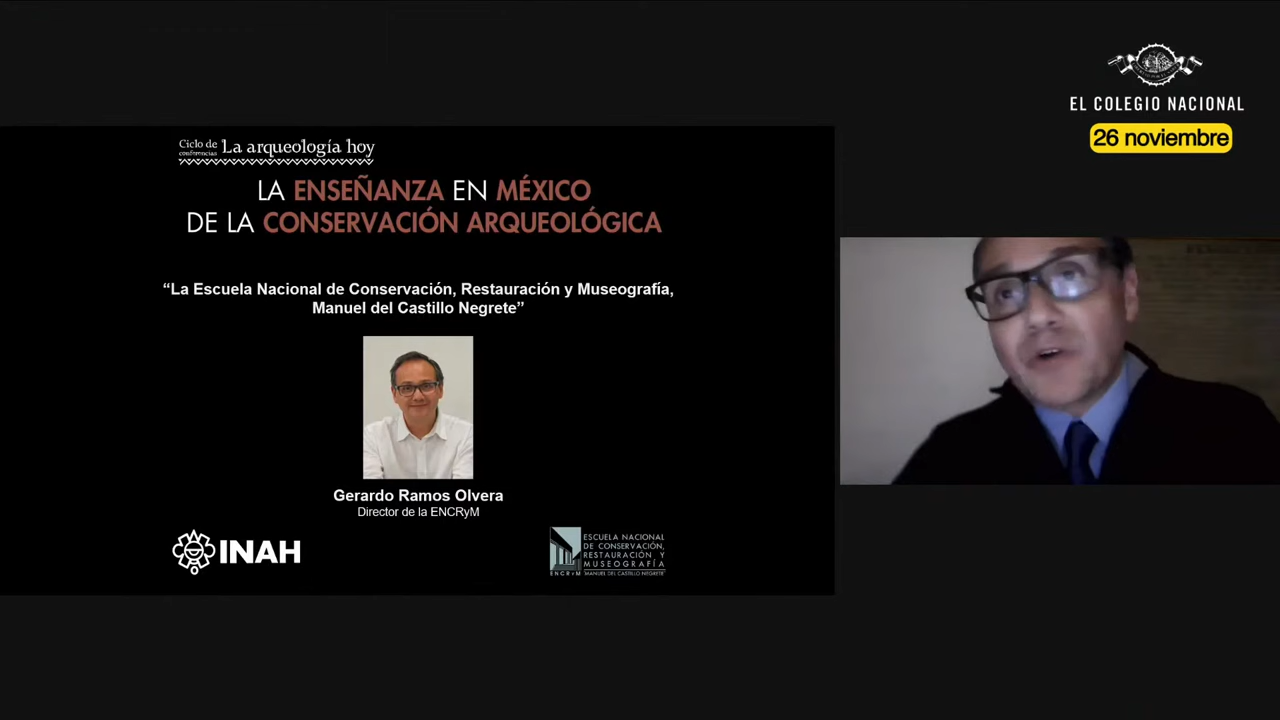 EL COLEGIO NACIONAL
26 noviembre
Ciclo de
conferencias
La arqueología hoy
LA ENSEÑANZA EN MÉXICO
DE LA CONSERVACIÓN ARQUEOLÓGICA
“La Escuela Nacional de Conservación, Restauración y Museografía,
Manuel del Castillo Negrete”
Gerardo Ramos Olvera
Director de la ENCRyM
INAH
ESCUELA NACIONAL
DE CONSERVACIÓN,
RESTAURACIÓN Y
MUSEOGRAFÍA
ENCRyM
"MANUEL DEL CASTILLO NEGRETE"